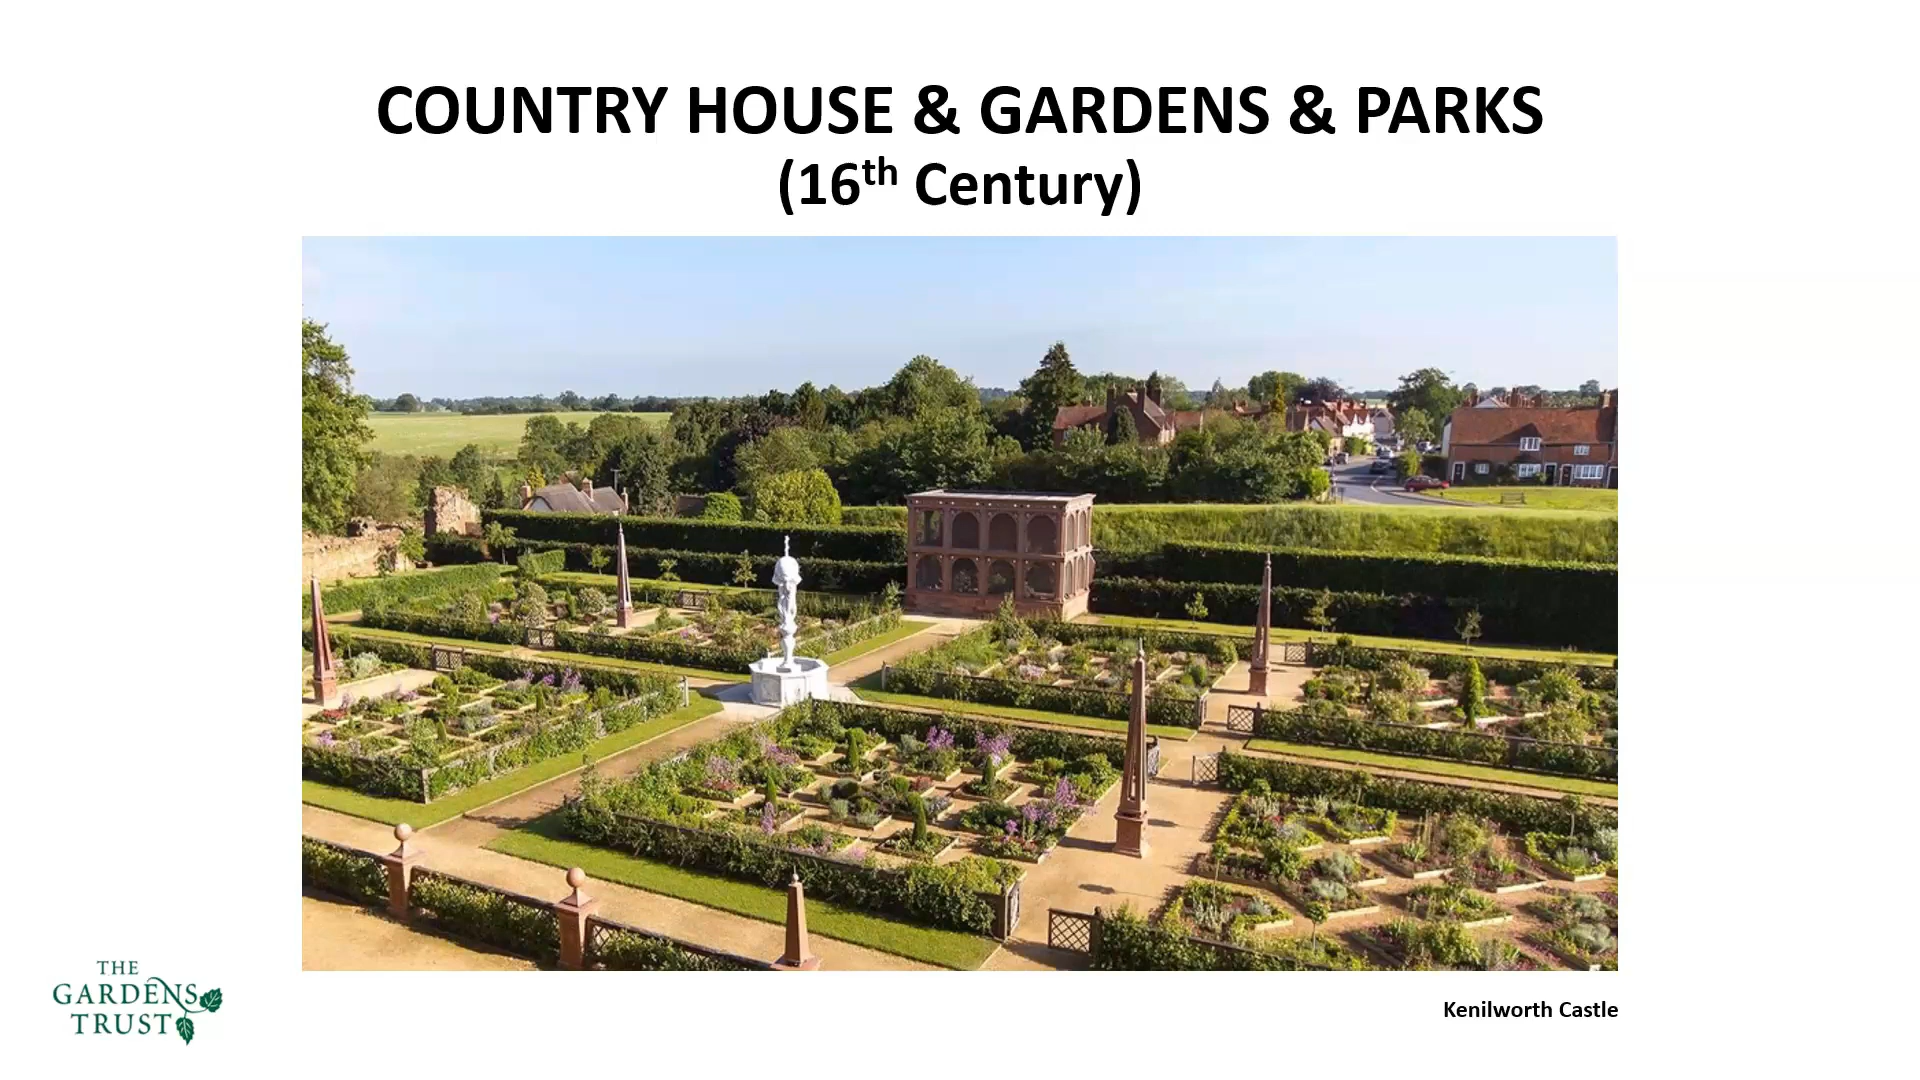 COUNTRY HOUSE & GARDENS & PARKS
(16th Century)
THE
GARDENS
TRUST
Kenilworth Castle